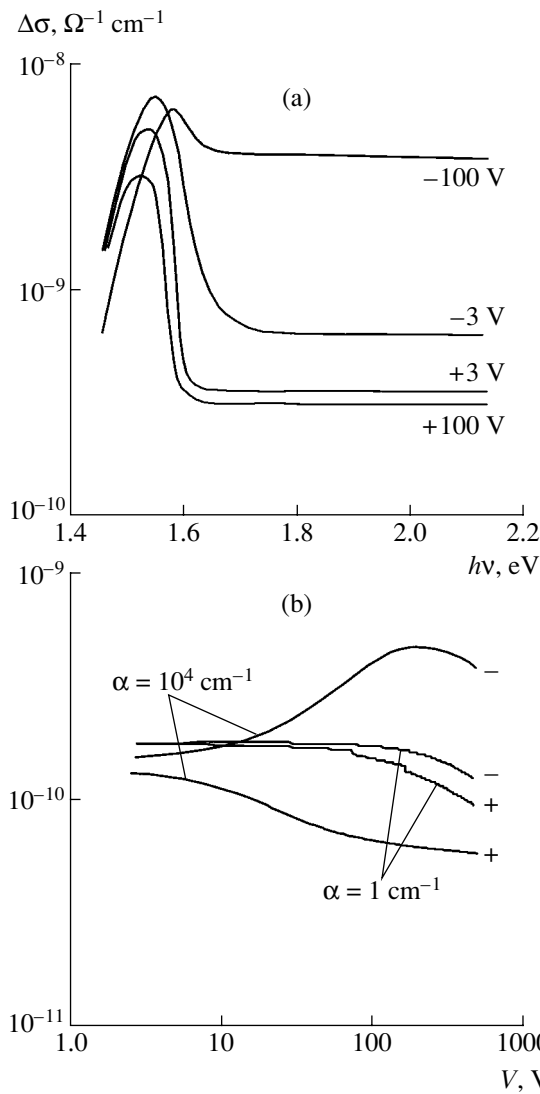 Δσ, Ω⁻¹ cm⁻¹
10⁻⁸
(a)
−100 V
10⁻⁹
−3 V
+3 V
+100 V
10⁻¹⁰
1.4 1.6 1.8 2.0 2.2
hν, eV
10⁻⁹
(b)
α = 10⁴ cm⁻¹
−
−
10⁻¹⁰
+
+
α = 1 cm⁻¹
10⁻¹¹
1.0 10 100 1000
V, V